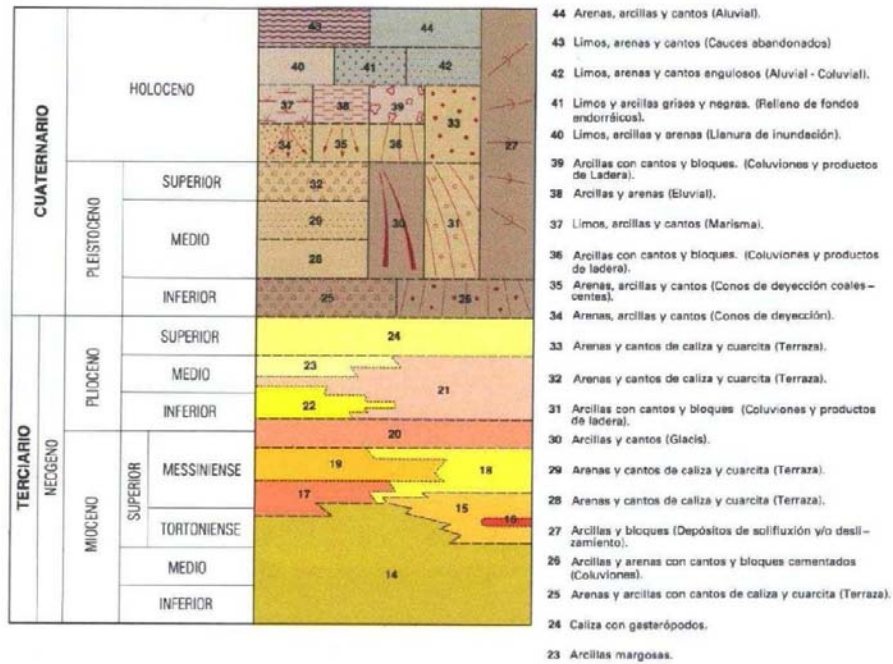 CUATERNARIO
HOLOCENO
PLEISTOCENO
SUPERIOR
MEDIO
INFERIOR
TERCIARIO
NEOGENO
PLIOCENO
SUPERIOR
MEDIO
INFERIOR
MIOCENO
SUPERIOR
MESSINIENSE
TORTONIENSE
MEDIO
INFERIOR
43 44
40 41 42
37 38 39
33
27
34 35 36
32
30 31
29
28
25 26
24
23
21
22
20
19 18
17
15
16
14
44 Arenas, arcillas y cantos (Aluvial).
43 Limos, arenas y cantos (Cauces abandonados)
42 Limos, arenas y cantos angulosos (Aluvial - Coluvial).
41 Limos y arcillas grises y negras. (Relleno de fondos
endorréicos).
40 Limos, arcillas y arenas (Llanura de inundación).
39 Arcillas con cantos y bloques. (Coluviones y productos
de Ladera).
38 Arcillas y arenas (Eluvial).
37 Limos, arcillas y cantos (Marisma).
36 Arcillas con cantos y bloques. (Coluviones y productos
de ladera).
35 Arenas, arcillas y cantos (Conos de deyección coales-
centes).
34 Arenas, arcillas y cantos (Conos de deyección).
33 Arenas y cantos de caliza y cuarcita (Terraza).
32 Arenas y cantos de caliza y cuarcita (Terraza).
31 Arcillas con cantos y bloques (Coluviones y productos
de ladera).
30 Arcillas y cantos (Glacis).
29 Arenas y cantos de caliza y cuarcita (Terraza).
28 Arenas y cantos de caliza y cuarcita (Terraza).
27 Arcillas y bloques (Depósitos de solifluxión y/o desli-
zamiento).
26 Arcillas y arenas con cantos y bloques cementados
(Coluviones).
25 Arenas y arcillas con cantos de caliza y cuarcita (Terraza).
24 Caliza con gasterópodos.
23 Arcillas margosas.